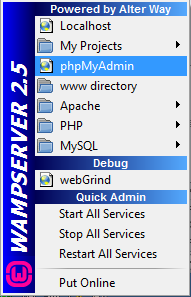 Powered by Alter Way
Localhost
My Projects
phpMyAdmin
www directory
Apache
PHP
MySQL
Debug
webGrind
Quick Admin
Start All Services
Stop All Services
Restart All Services
Put Online
WAMPSERVER 2.5